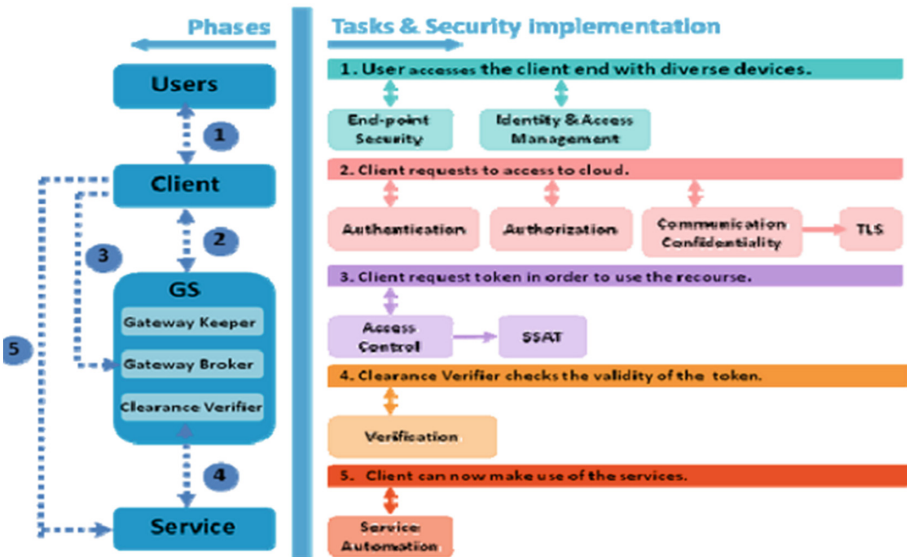 Phases
Tasks & Security Implementation
Users
1
Client
2
3
GS
Gateway Keeper
Gateway Broker
Clearance Verifier
5
4
Service
1. User accesses the client end with diverse devices.
End-point
Security
Identity & Access
Management
2. Client requests to access to cloud.
Authentication
Authorization
Communication
Confidentiality
TLS
3. Client request token in order to use the recourse.
Access
Control
SSAT
4. Clearance Verifier checks the validity of the token.
Verification
5. Client can now make use of the services.
Service
Automation